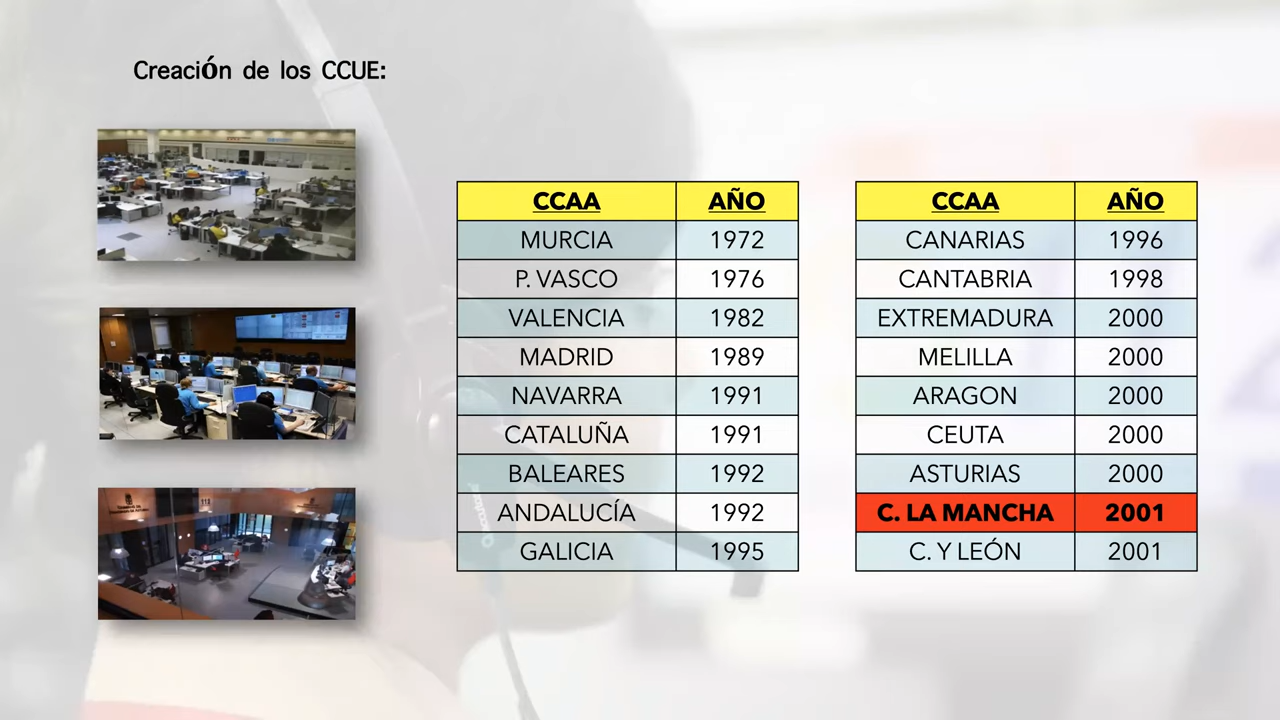 Creación de los CCUE:
CCAA AÑO
MURCIA 1972
P. VASCO 1976
VALENCIA 1982
MADRID 1989
NAVARRA 1991
CATALUÑA 1991
BALEARES 1992
ANDALUCÍA 1992
GALICIA 1995
CCAA AÑO
CANARIAS 1996
CANTABRIA 1998
EXTREMADURA 2000
MELILLA 2000
ARAGON 2000
CEUTA 2000
ASTURIAS 2000
C. LA MANCHA 2001
C. Y LEÓN 2001
112